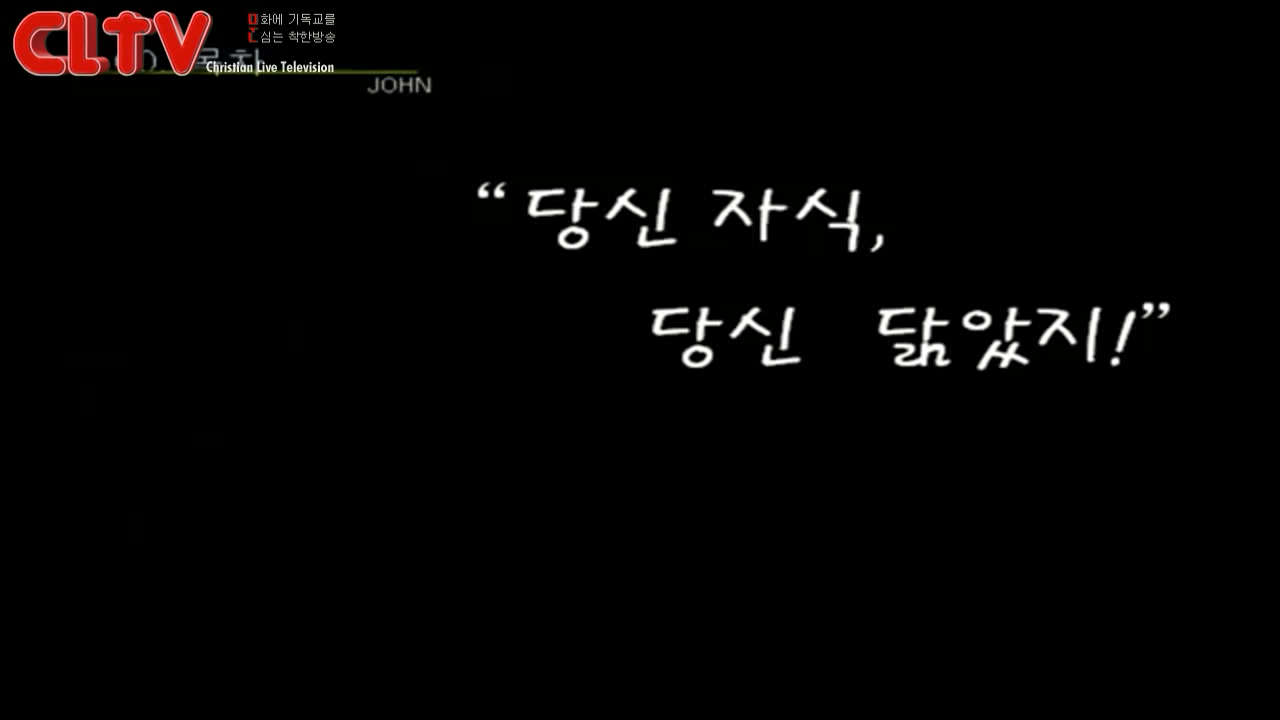 CLTV
문화에 기독교를
심는 착한방송
Christian Live Television
JOHN
“당신 자식,
당신 닮았지!”